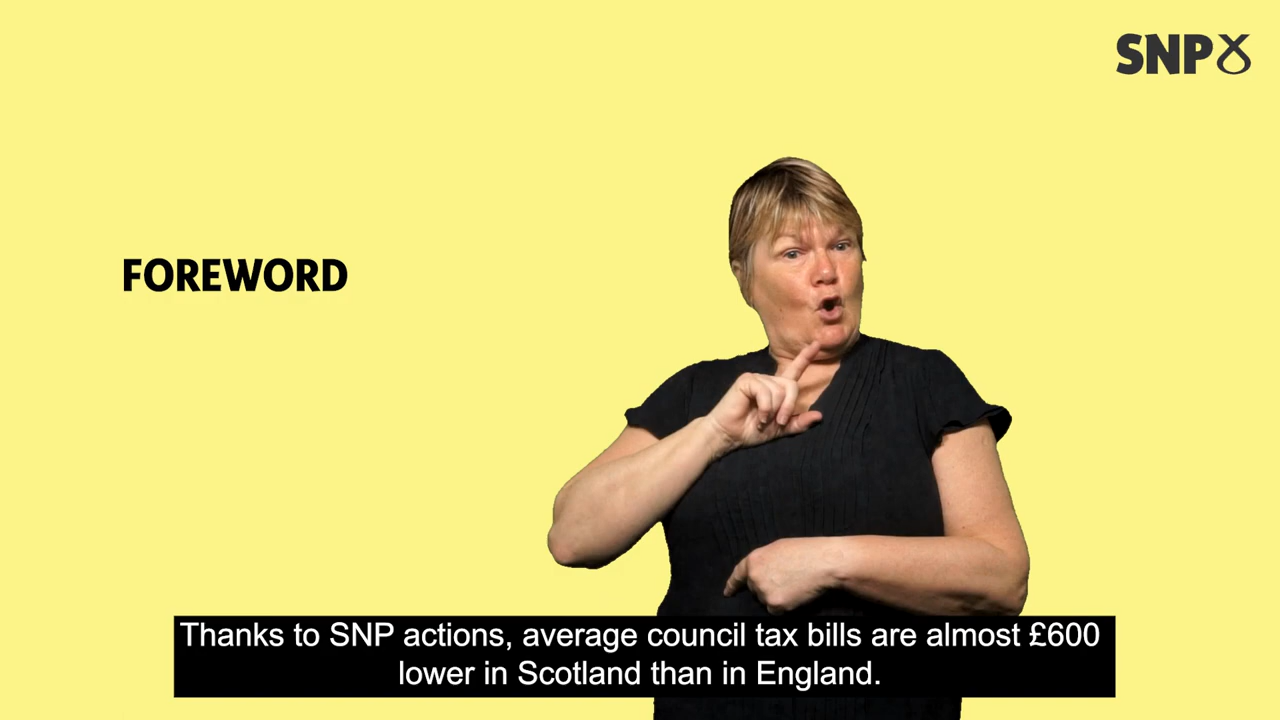 SNP
FOREWORD
Thanks to SNP actions, average council tax bills are almost £600
lower in Scotland than in England.